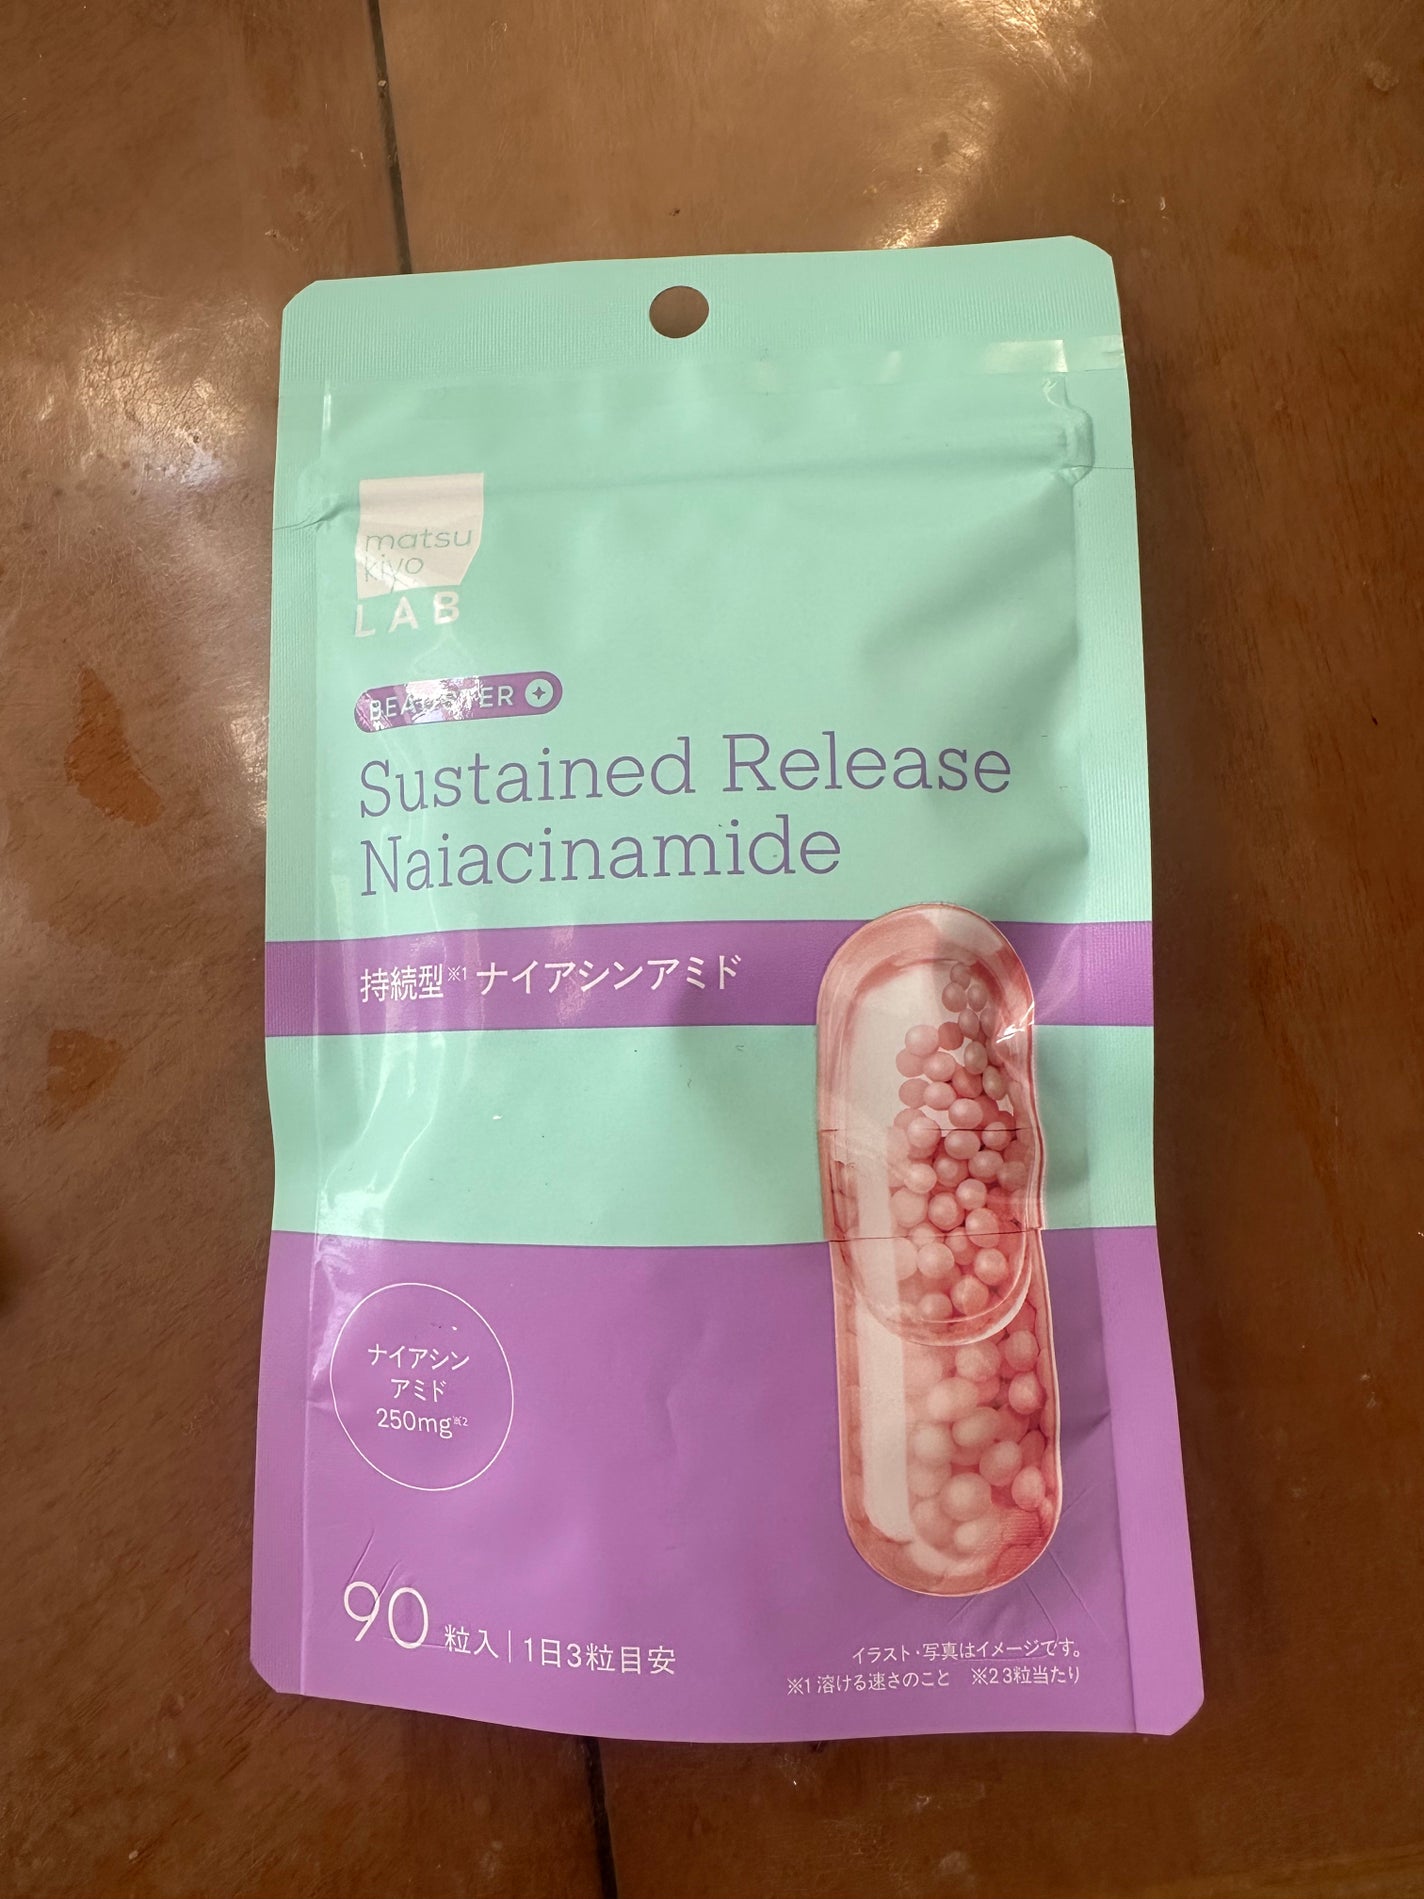 matsu
kiyo
LAB
BEAUSTER
Sustained Release
Naiacinamide
持続型※1 ナイアシンアミド
ナイアシン
アミド
250mg※2
90 粒入 | 1日3粒目安
イラスト・写真はイメージです。
※1 溶ける速さのこと ※2 3粒当たり